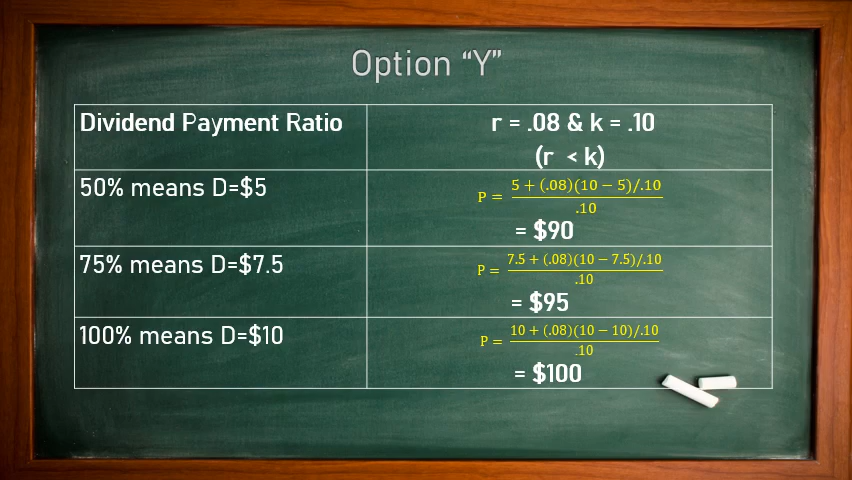 Option “Y”
Dividend Payment Ratio
r = .08 & k = .10
(r < k)
50% means D=$5
P = 5 + (.08)(10 − 5)/.10
.10
= $90
75% means D=$7.5
P = 7.5 + (.08)(10 − 7.5)/.10
.10
= $95
100% means D=$10
P = 10 + (.08)(10 − 10)/.10
.10
= $100